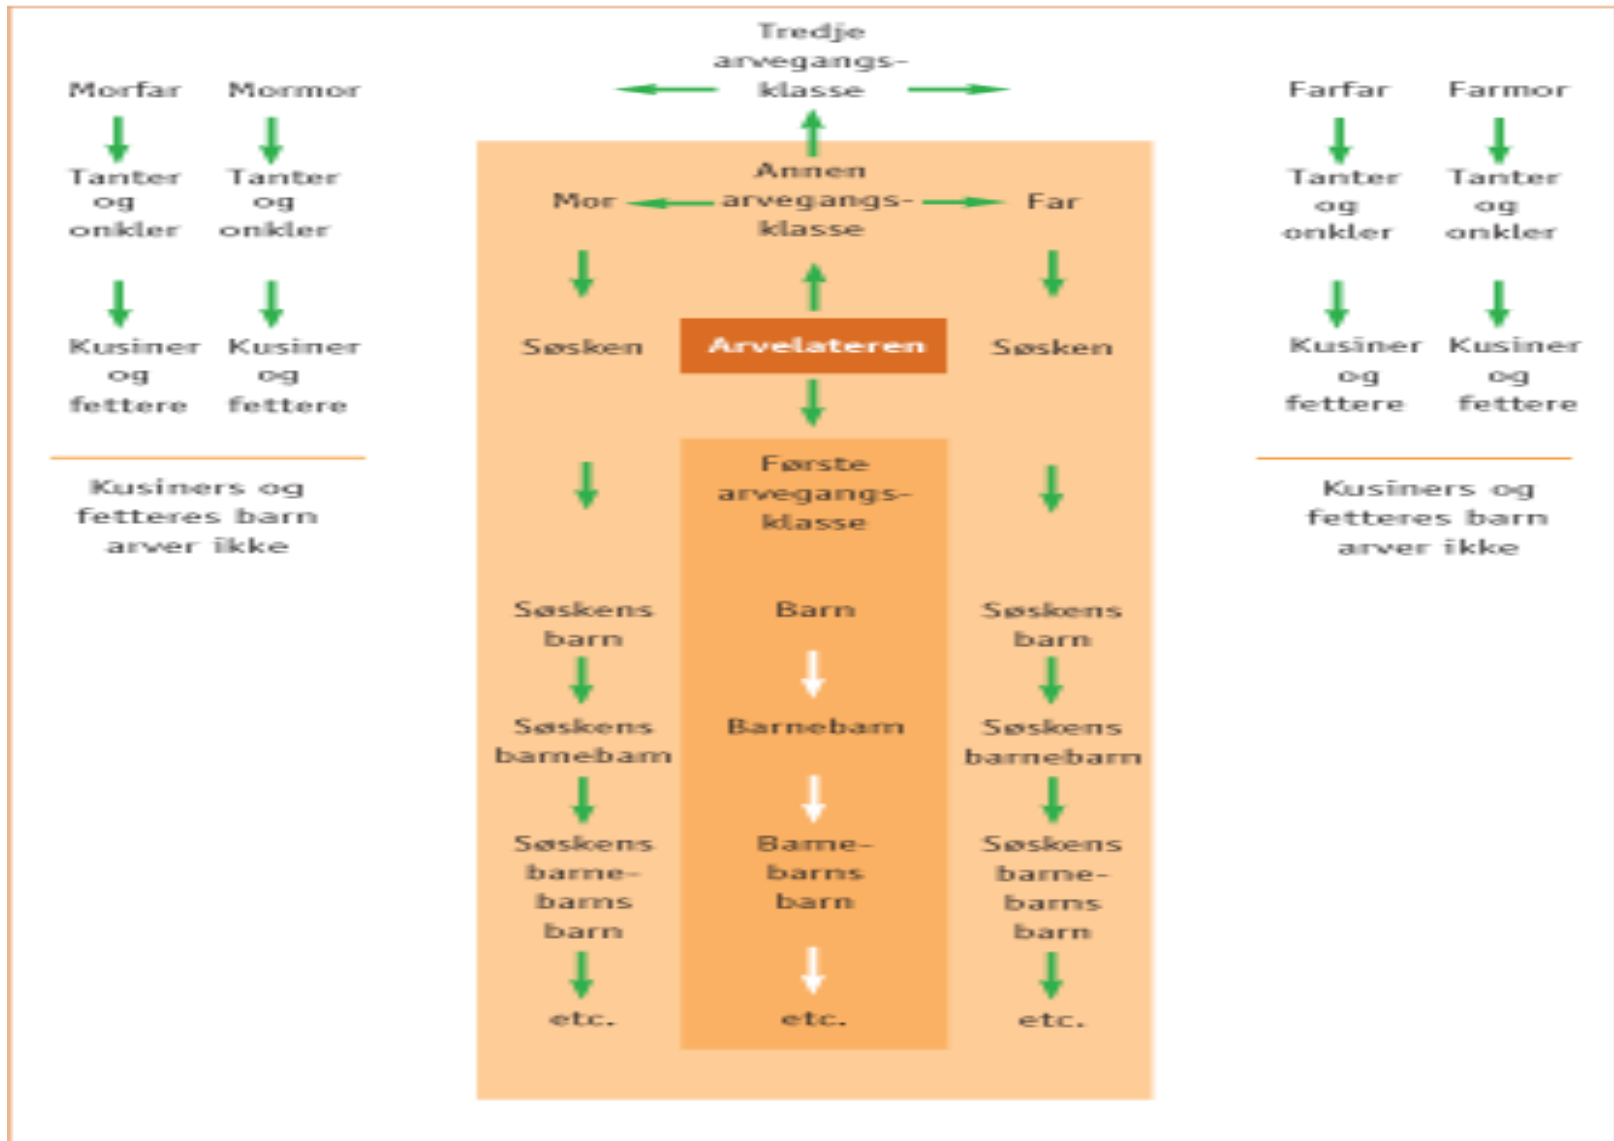 Tredje
arvegangs-
klasse
Morfar
Mormor
Tanter
og
onkler
Tanter
og
onkler
Kusiner
og
fettere
Kusiner
og
fettere
Kusiners og
fetteres barn
arver ikke
Annen
arvegangs-
klasse
Mor
Far
Søsken
Arvelateren
Søsken
Første
arvegangs-
klasse
Søskens
barn
Søskens
barnebarn
Søskens
barne-
barns
barn
etc.
Barn
Barnebarn
Barne-
barns
barn
etc.
Søskens
barn
Søskens
barnebarn
Søskens
barne-
barns
barn
etc.
Farfar
Farmor
Tanter
og
onkler
Tanter
og
onkler
Kusiner
og
fettere
Kusiner
og
fettere
Kusiners og
fetteres barn
arver ikke